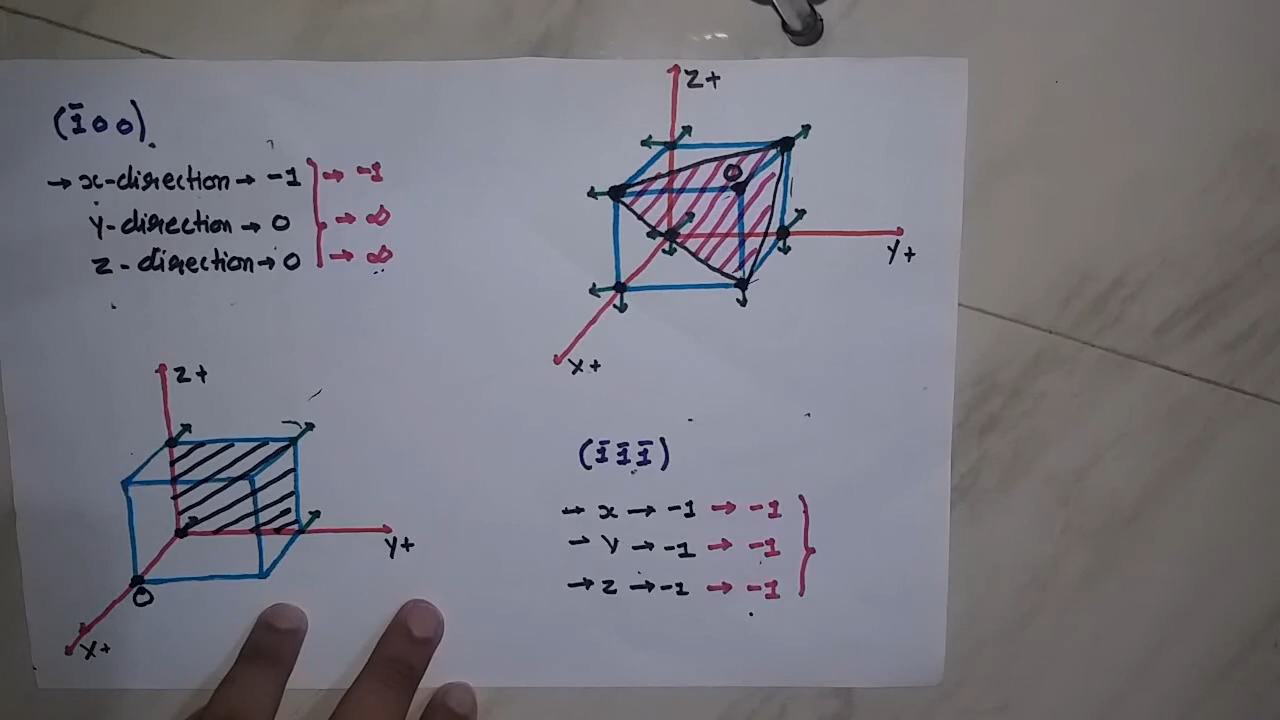 (1̄00).
→ x-direction → -1 } → -1
y-direction → 0 } → ∞
z-direction → 0 } → ∞
Z+
O
Y+
X+
Z+
Y+
O
X+
(1̄1̄1̄)
→ x → -1 → -1 }
→ y → -1 → -1
→ z → -1 → -1